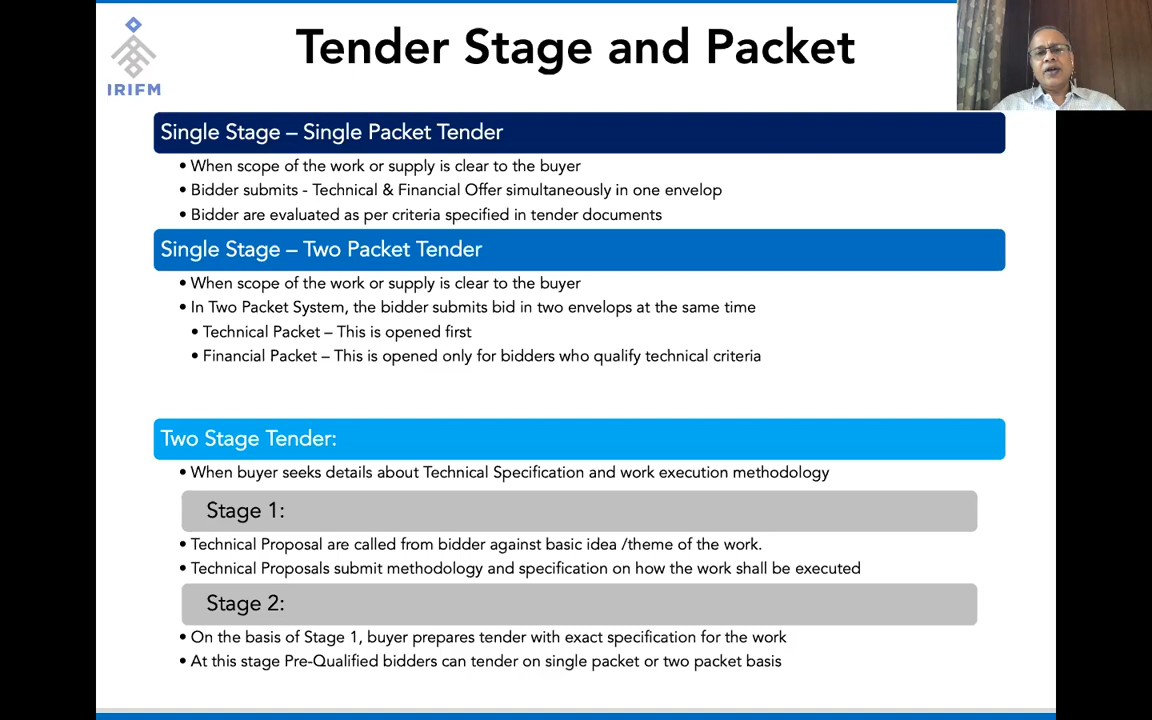 Tender Stage and Packet
IRIFM
Single Stage – Single Packet Tender
• When scope of the work or supply is clear to the buyer
• Bidder submits - Technical & Financial Offer simultaneously in one envelop
• Bidder are evaluated as per criteria specified in tender documents
Single Stage – Two Packet Tender
• When scope of the work or supply is clear to the buyer
• In Two Packet System, the bidder submits bid in two envelops at the same time
• Technical Packet – This is opened first
• Financial Packet – This is opened only for bidders who qualify technical criteria
Two Stage Tender:
• When buyer seeks details about Technical Specification and work execution methodology
Stage 1:
• Technical Proposal are called from bidder against basic idea /theme of the work.
• Technical Proposals submit methodology and specification on how the work shall be executed
Stage 2:
• On the basis of Stage 1, buyer prepares tender with exact specification for the work
• At this stage Pre-Qualified bidders can tender on single packet or two packet basis